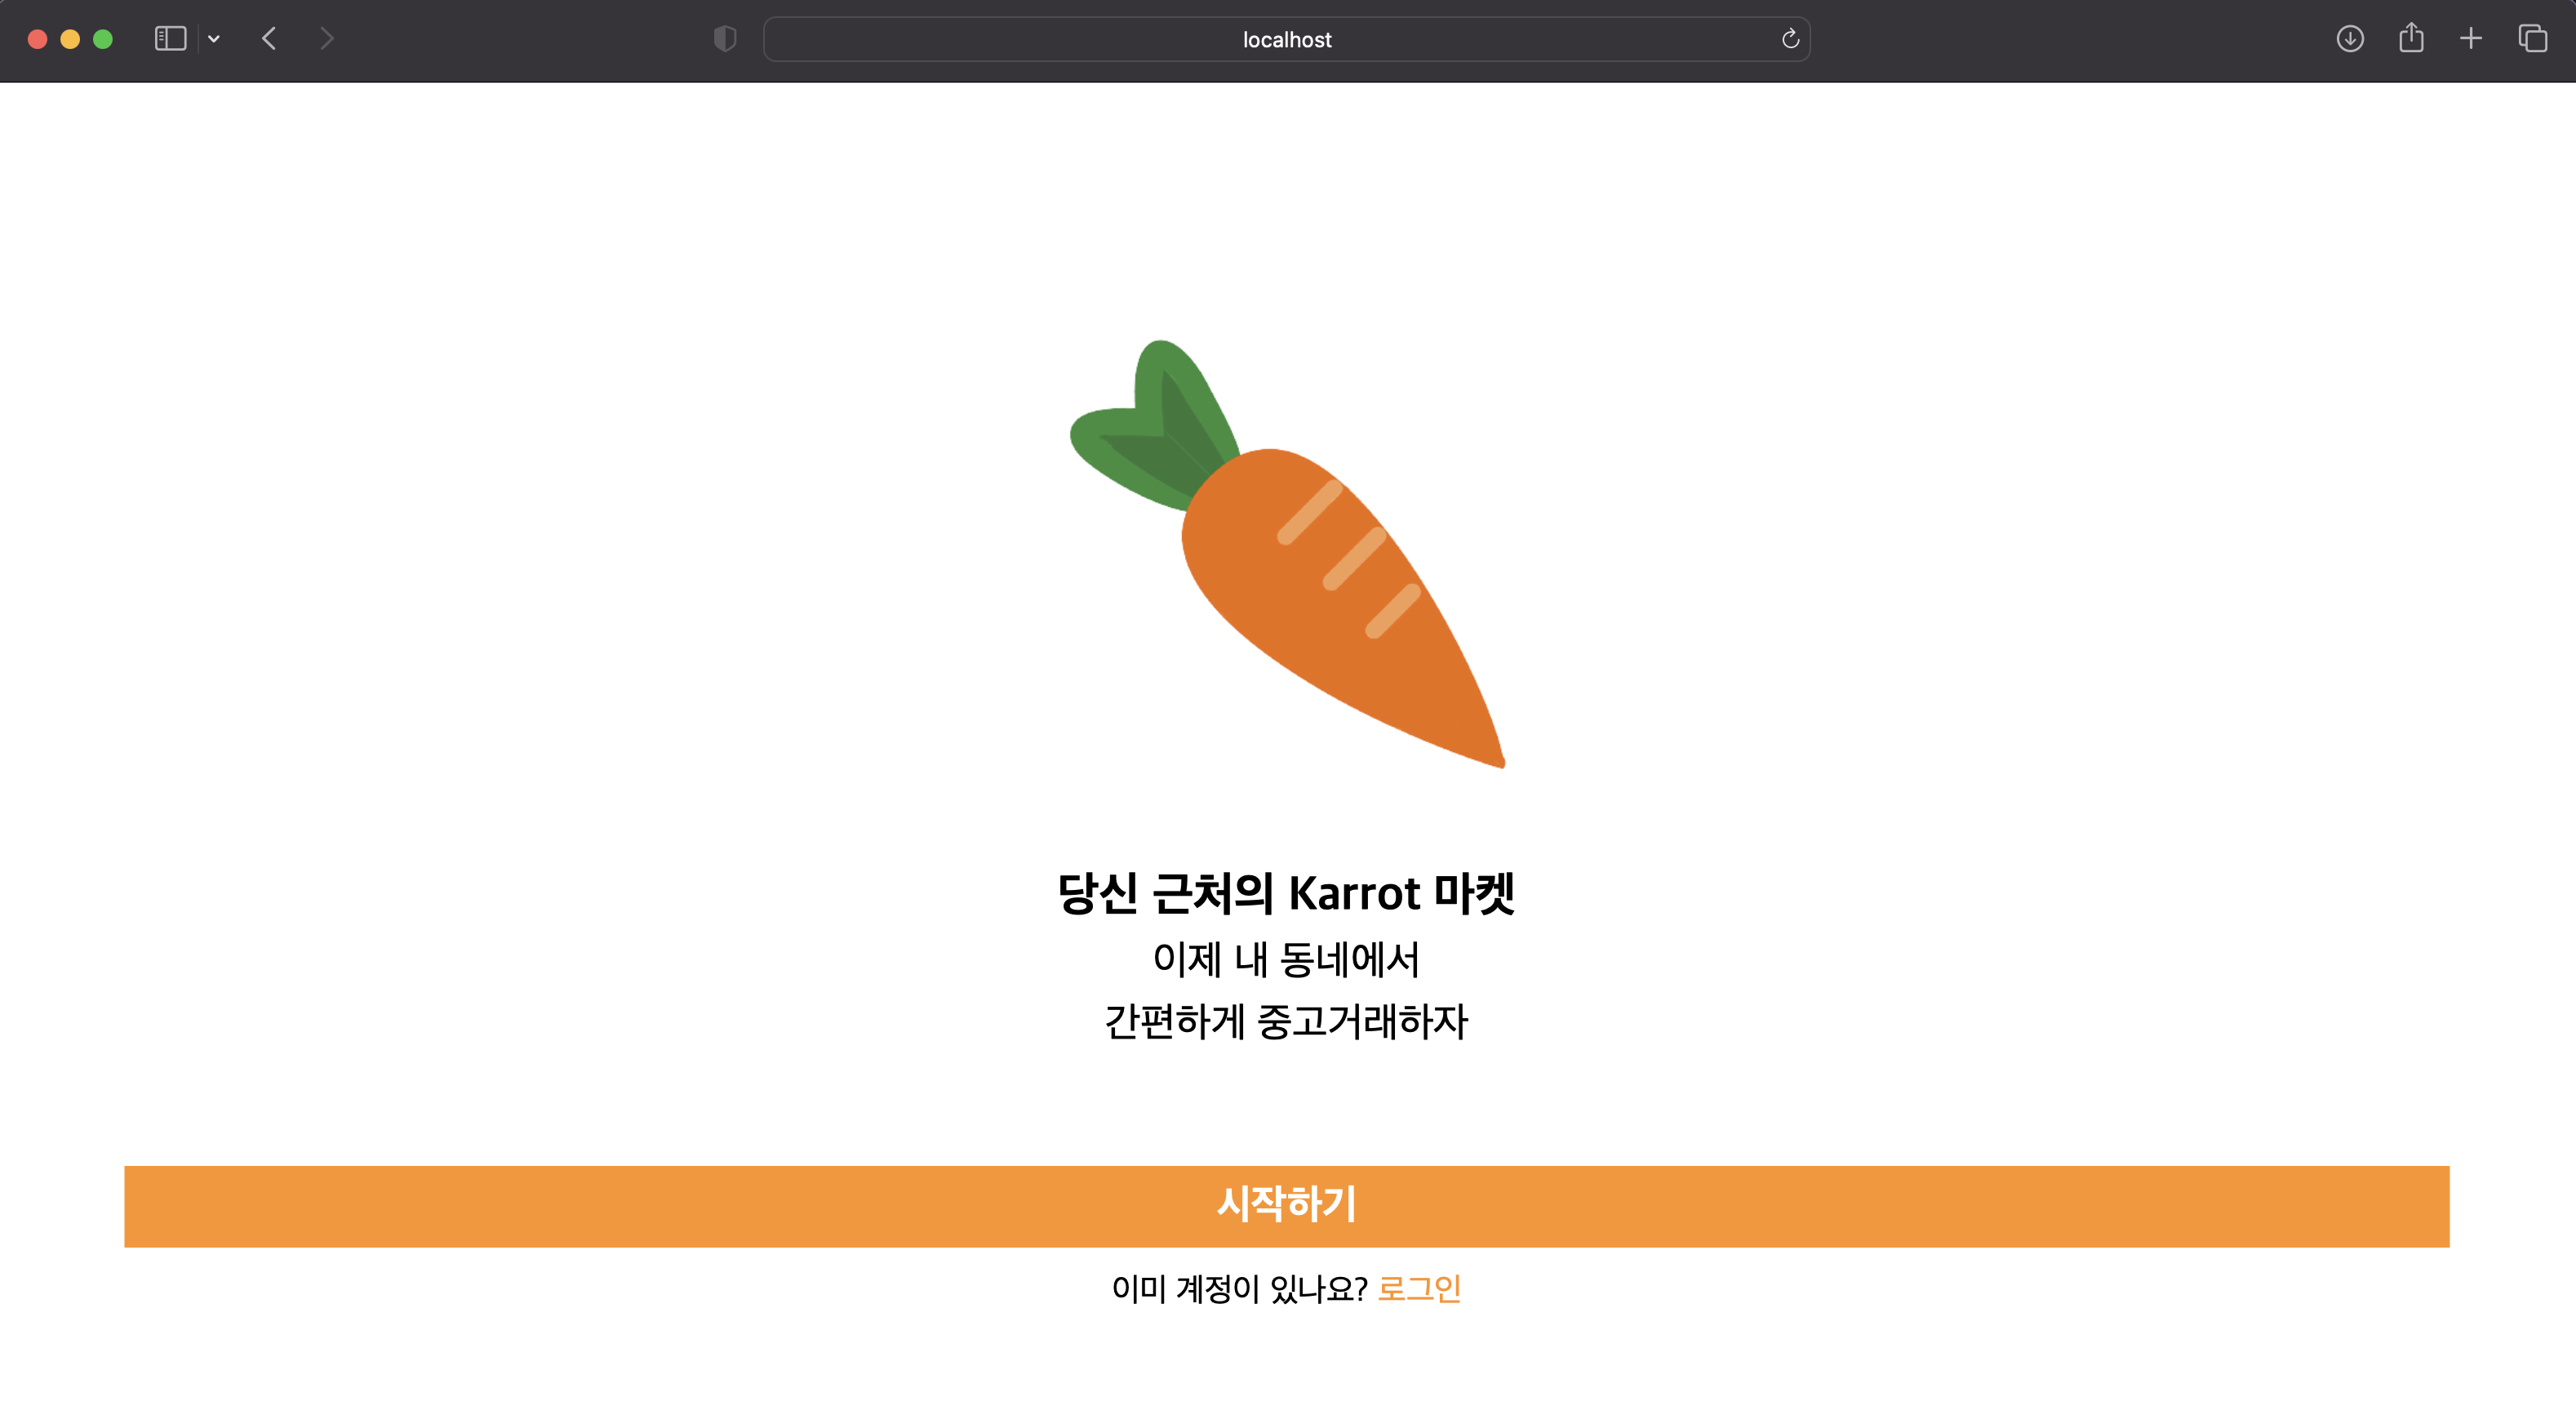 localhost
당신 근처의 Karrot 마켓
이제 내 동네에서
간편하게 중고거래하자
시작하기
이미 계정이 있나요? 로그인